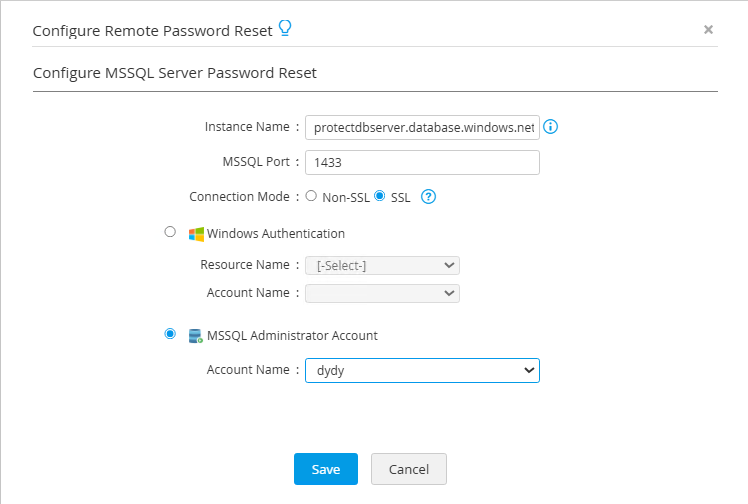 Configure Remote Password Reset
Configure MSSQL Server Password Reset
Instance Name : protectdbserver.database.windows.net
MSSQL Port : 1433
Connection Mode : Non-SSL SSL
Windows Authentication
Resource Name : [-Select-]
Account Name :
MSSQL Administrator Account
Account Name : dydy
Save Cancel